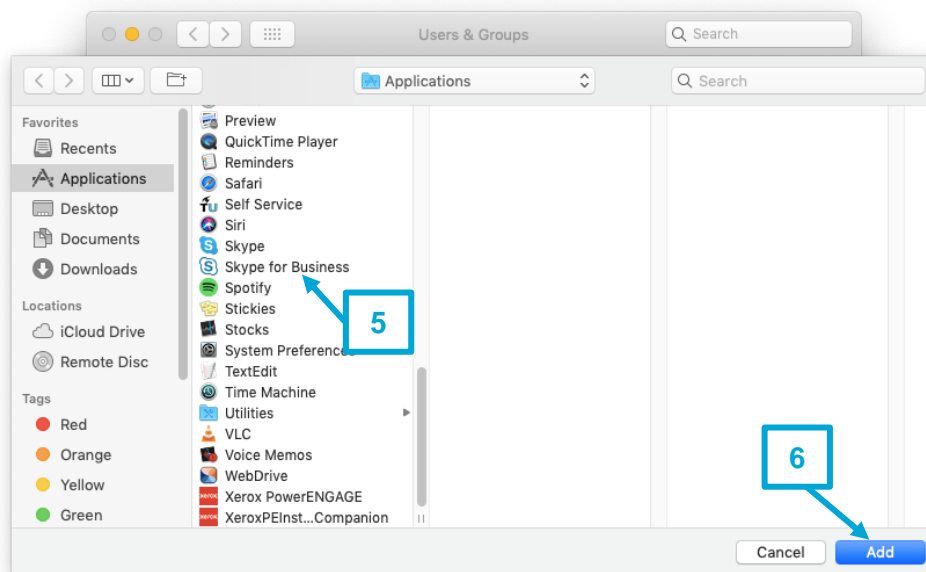 Users & Groups
Search
Applications
Search
Favorites
Recents
Applications
Desktop
Documents
Downloads
Locations
iCloud Drive
Remote Disc
Tags
Red
Orange
Yellow
Green
Preview
QuickTime Player
Reminders
Safari
Self Service
Siri
Skype
Skype for Business
Spotify
Stickies
Stocks
System Preferences
TextEdit
Time Machine
Utilities
VLC
Voice Memos
WebDrive
Xerox PowerENGAGE
XeroxPEInst...Companion
5
6
Cancel
Add